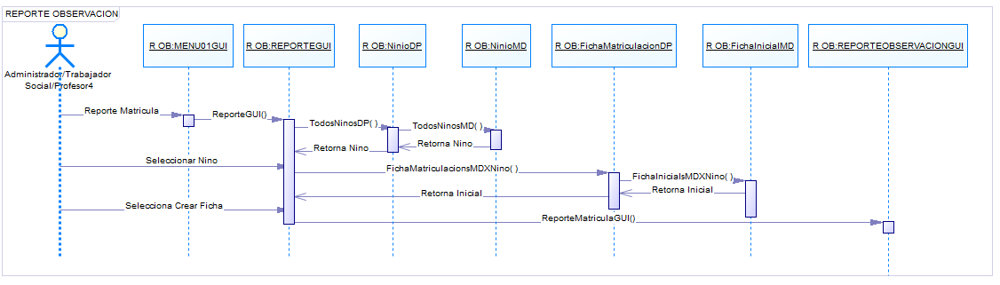 REPORTE OBSERVACION
R OB:MENU01GUI
R OB:REPORTEGUI
R OB:NinioDP
R OB:NinioMD
R OB:FichaMatriculacionDP
R OB:FichaInicialMD
R OB:REPORTEOBSERVACIONGUI
Administrador/Trabajador
Social/Profesor4
Reporte Matricula
ReporteGUI()
TodosNinosDP( )
TodosNinosMD( )
Retorna Nino
Retorna Nino
Seleccionar Nino
FichaMatriculacionsMDXNino( )
FichaInicialsMDXNino( )
Retorna Inicial
Retorna Inicial
Selecciona Crear Ficha
ReporteMatriculaGUI()